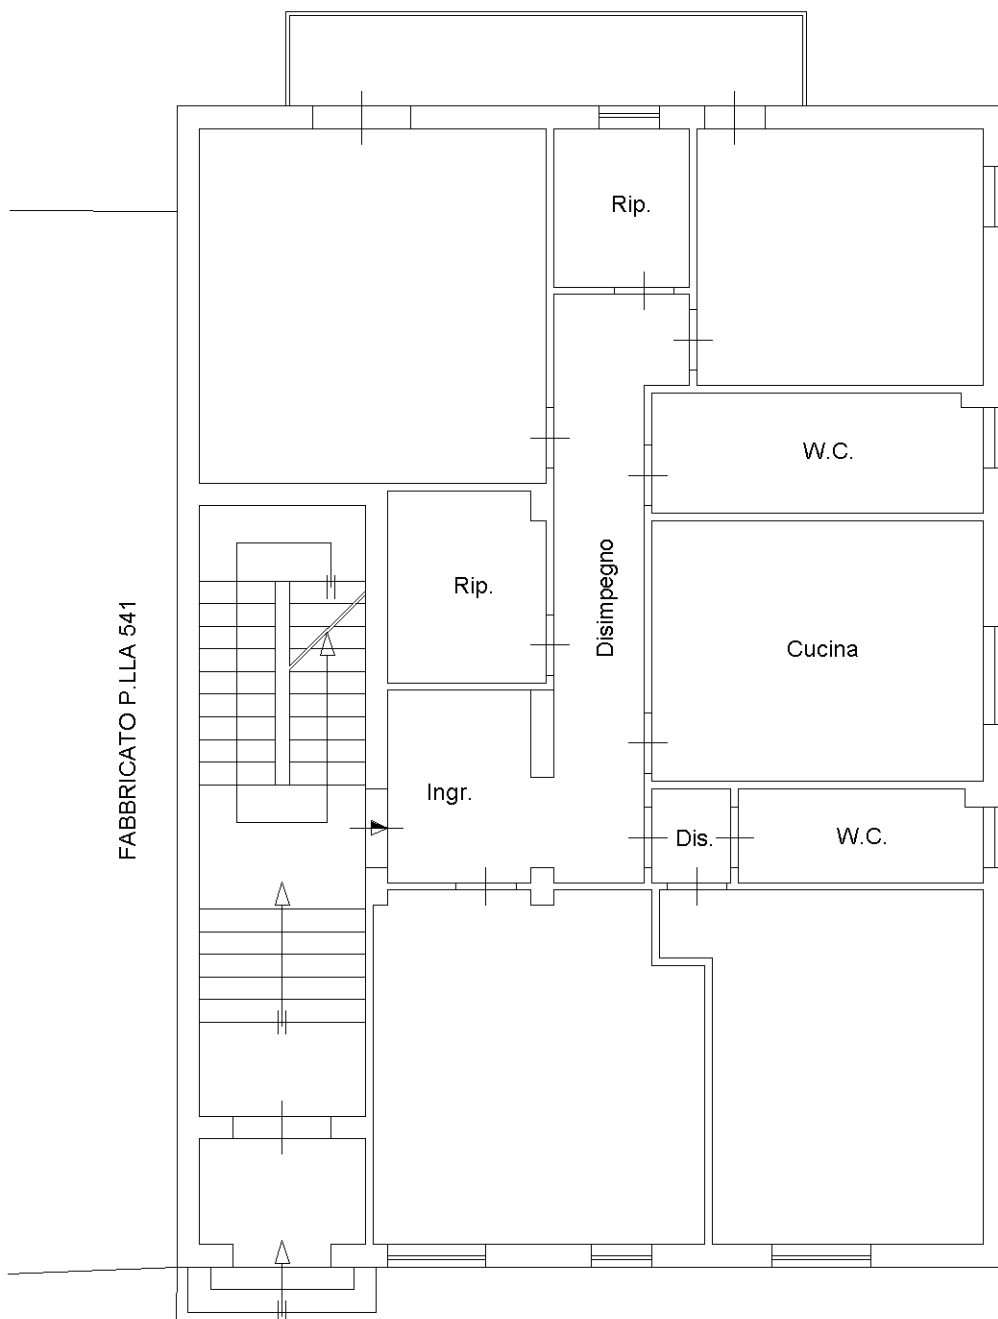 Rip.
W.C.
Disimpegno
Rip.
FABBRICATO P.LLA 541
Cucina
Ingr.
Dis.
W.C.